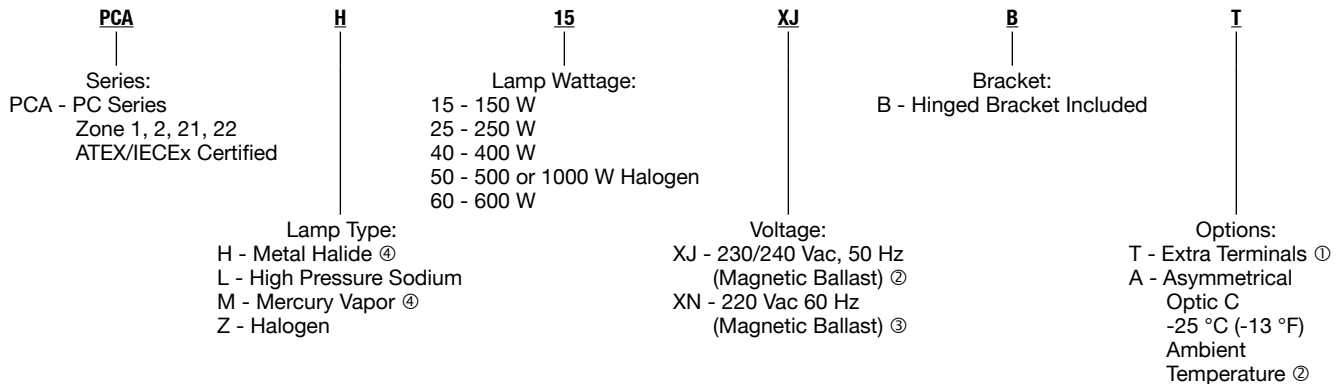 PCA H 15 XJ B T
Series:
PCA - PC Series
Zone 1, 2, 21, 22
ATEX/IECEx Certified
Lamp Type:
H - Metal Halide ④
L - High Pressure Sodium
M - Mercury Vapor ④
Z - Halogen
Lamp Wattage:
15 - 150 W
25 - 250 W
40 - 400 W
50 - 500 or 1000 W Halogen
60 - 600 W
Voltage:
XJ - 230/240 Vac, 50 Hz
(Magnetic Ballast) ②
XN - 220 Vac 60 Hz
(Magnetic Ballast) ③
Bracket:
B - Hinged Bracket Included
Options:
T - Extra Terminals ①
A - Asymmetrical
Optic C
-25 °C (-13 °F)
Ambient
Temperature ②